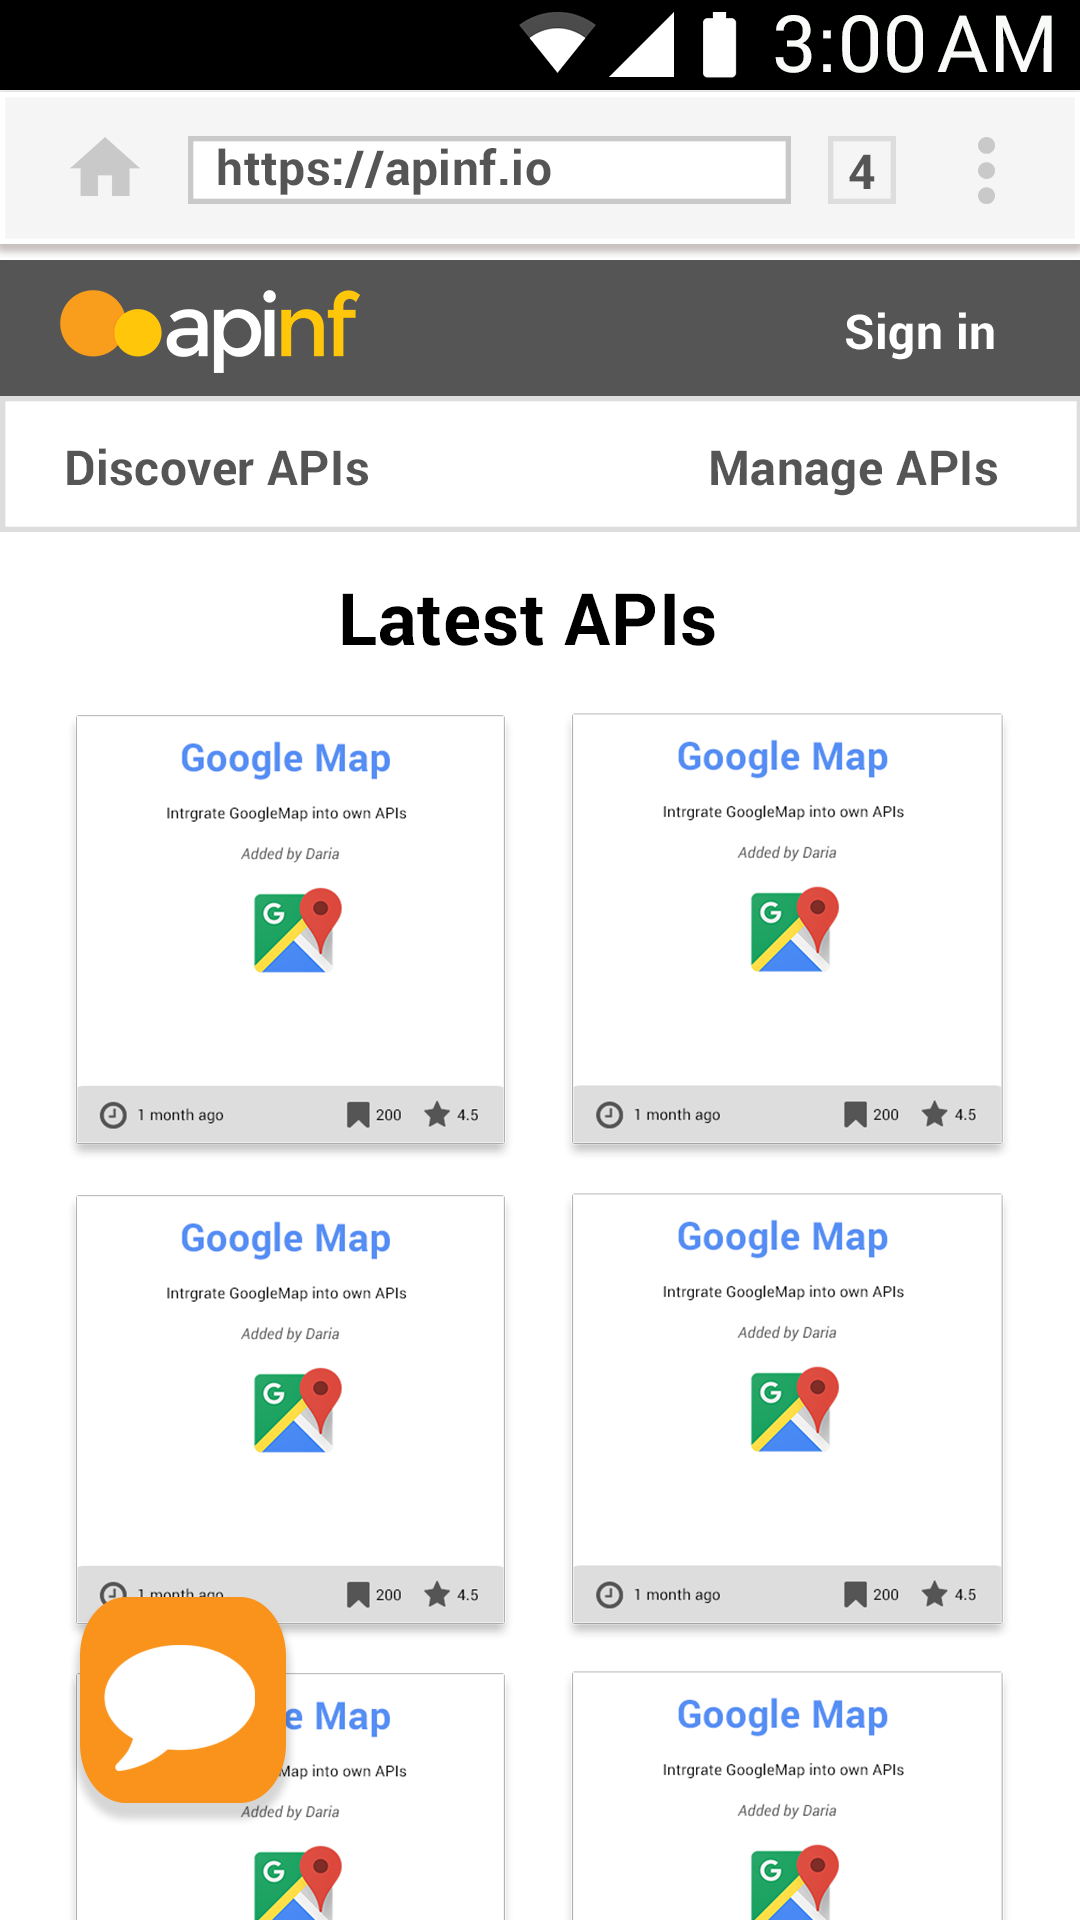 3:00 AM
https://apinf.io
4
apinf
Sign in
Discover APIs
Manage APIs
Latest APIs
Google Map
Intrgrate GoogleMap into own APIs
Added by Daria
G
1 month ago
200
4.5
Google Map
Intrgrate GoogleMap into own APIs
Added by Daria
G
1 month ago
200
4.5
Google Map
Intrgrate GoogleMap into own APIs
Added by Daria
G
1 month ago
200
4.5
Google Map
Intrgrate GoogleMap into own APIs
Added by Daria
G
1 month ago
200
4.5
e Map
Map into own APIs
Added by Daria
G
Google Map
Intrgrate GoogleMap into own APIs
Added by Daria
G